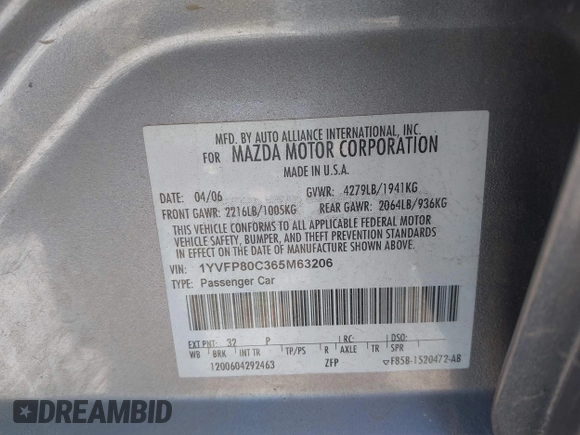 MFD. BY AUTO ALLIANCE INTERNATIONAL, INC.
FOR MAZDA MOTOR CORPORATION
MADE IN U.S.A.
DATE: 04/06 GVWR: 4279LB/1941KG
FRONT GAWR: 2216LB/1005KG REAR GAWR: 2064LB/936KG
THIS VEHICLE CONFORMS TO ALL APPLICABLE FEDERAL MOTOR
VEHICLE SAFETY, BUMPER, AND THEFT PREVENTION STANDARDS
IN EFFECT ON THE DATE OF MANUFACTURE SHOWN ABOVE.
VIN: 1YVFP80C365M63206
TYPE: Passenger Car
EXT PNT: 32 P RC: DSO:
WB BRK INT TR TP/PS R AXLE TR SPR
1200604292463 ZFP F85B-1520472-AB
DREAMBID